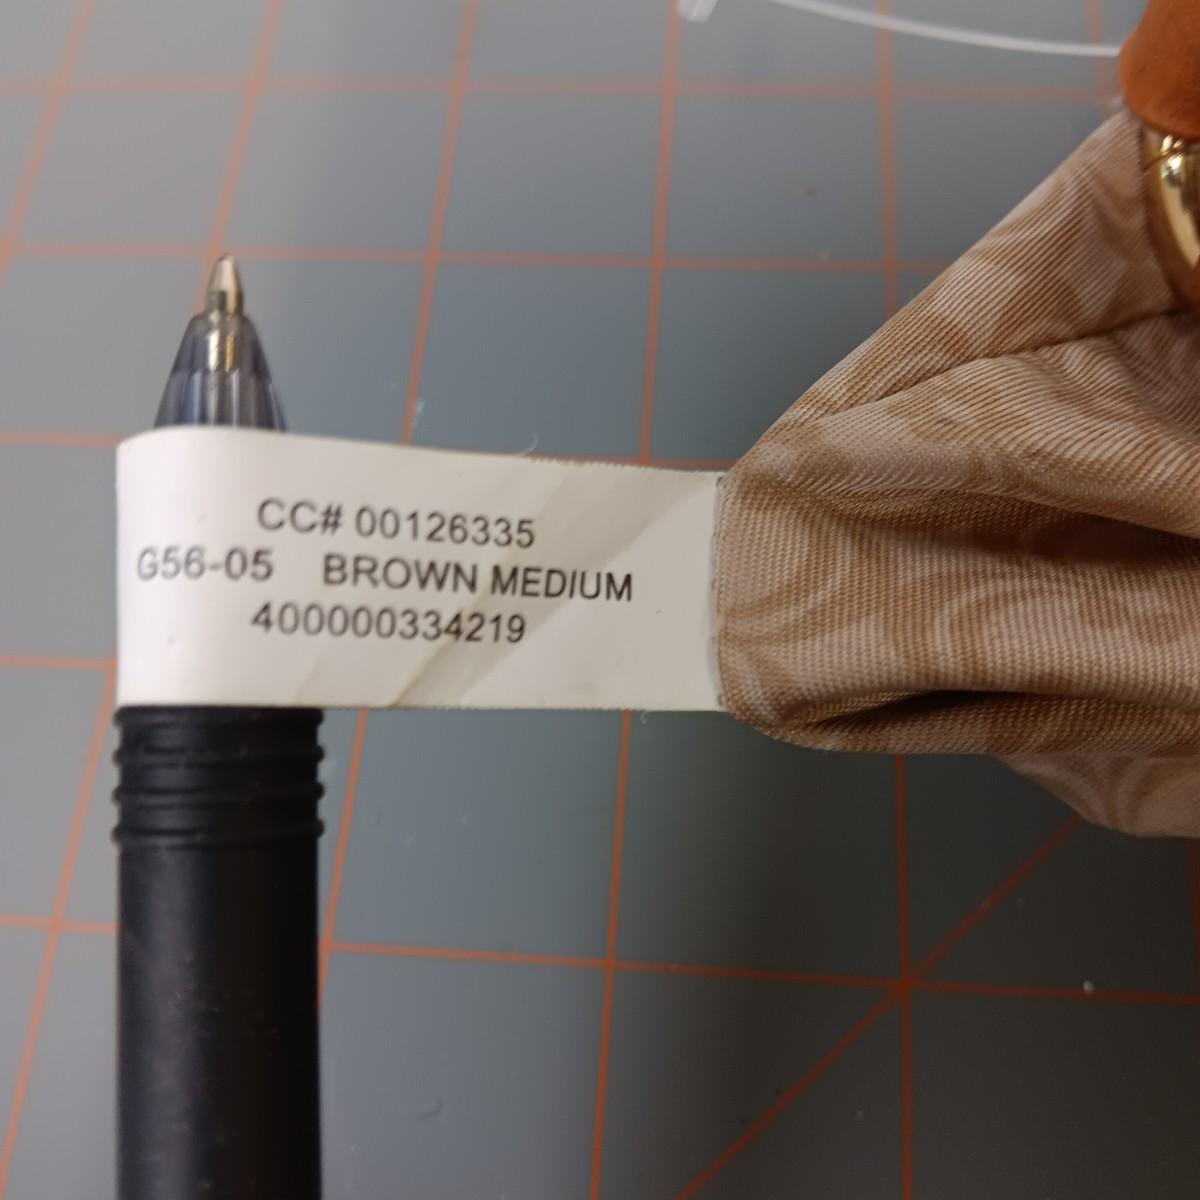 CC# 00126335
G56-05 BROWN MEDIUM
400000334219